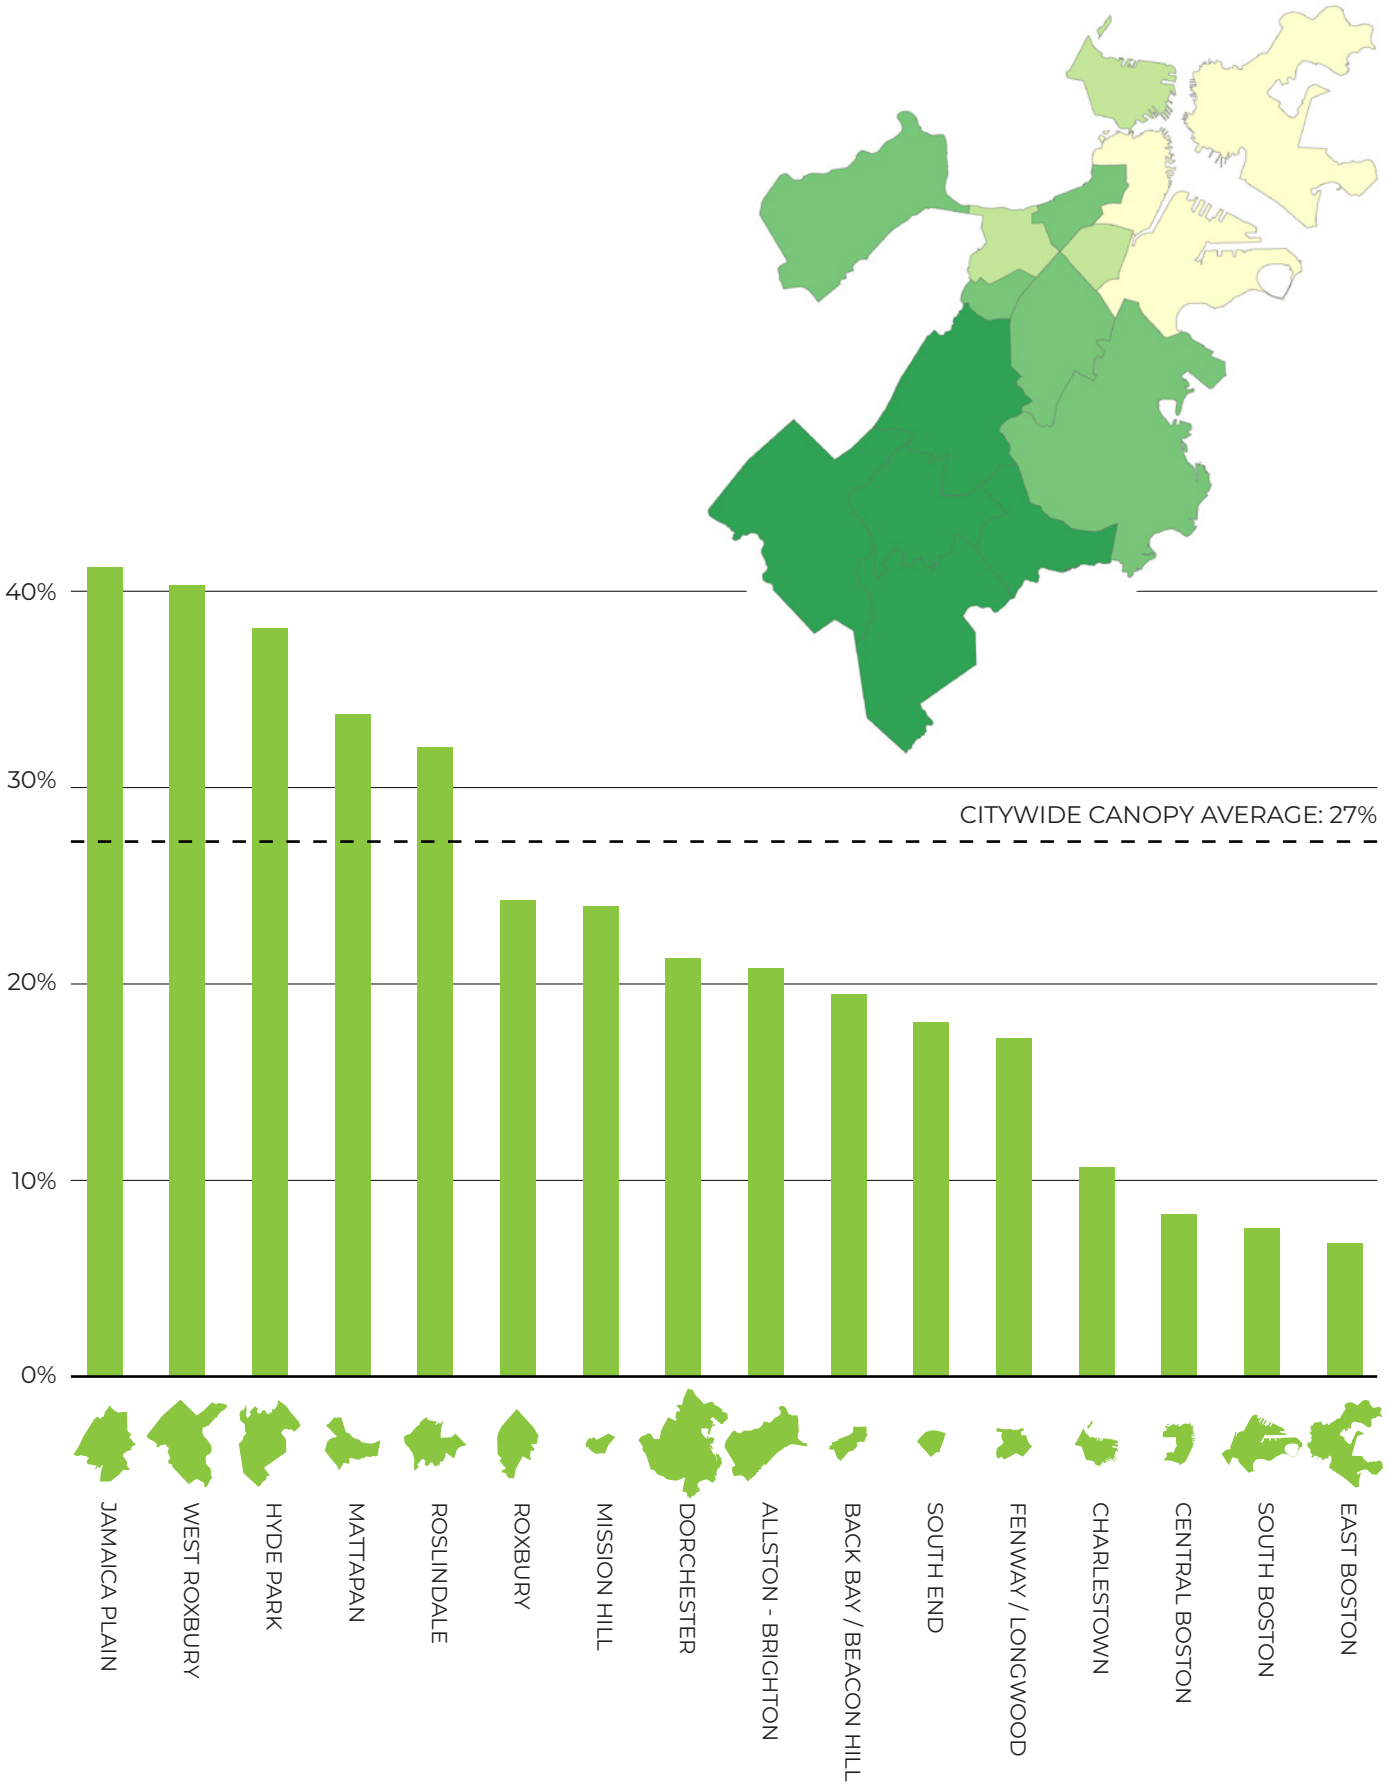 40%
30%
CITYWIDE CANOPY AVERAGE: 27%
20%
10%
0%
JAMAICA PLAIN
WEST ROXBURY
HYDE PARK
MATTAPAN
ROSLINDALE
ROXBURY
MISSION HILL
DORCHESTER
ALLSTON - BRIGHTON
BACK BAY / BEACON HILL
SOUTH END
FENWAY / LONGWOOD
CHARLESTOWN
CENTRAL BOSTON
SOUTH BOSTON
EAST BOSTON